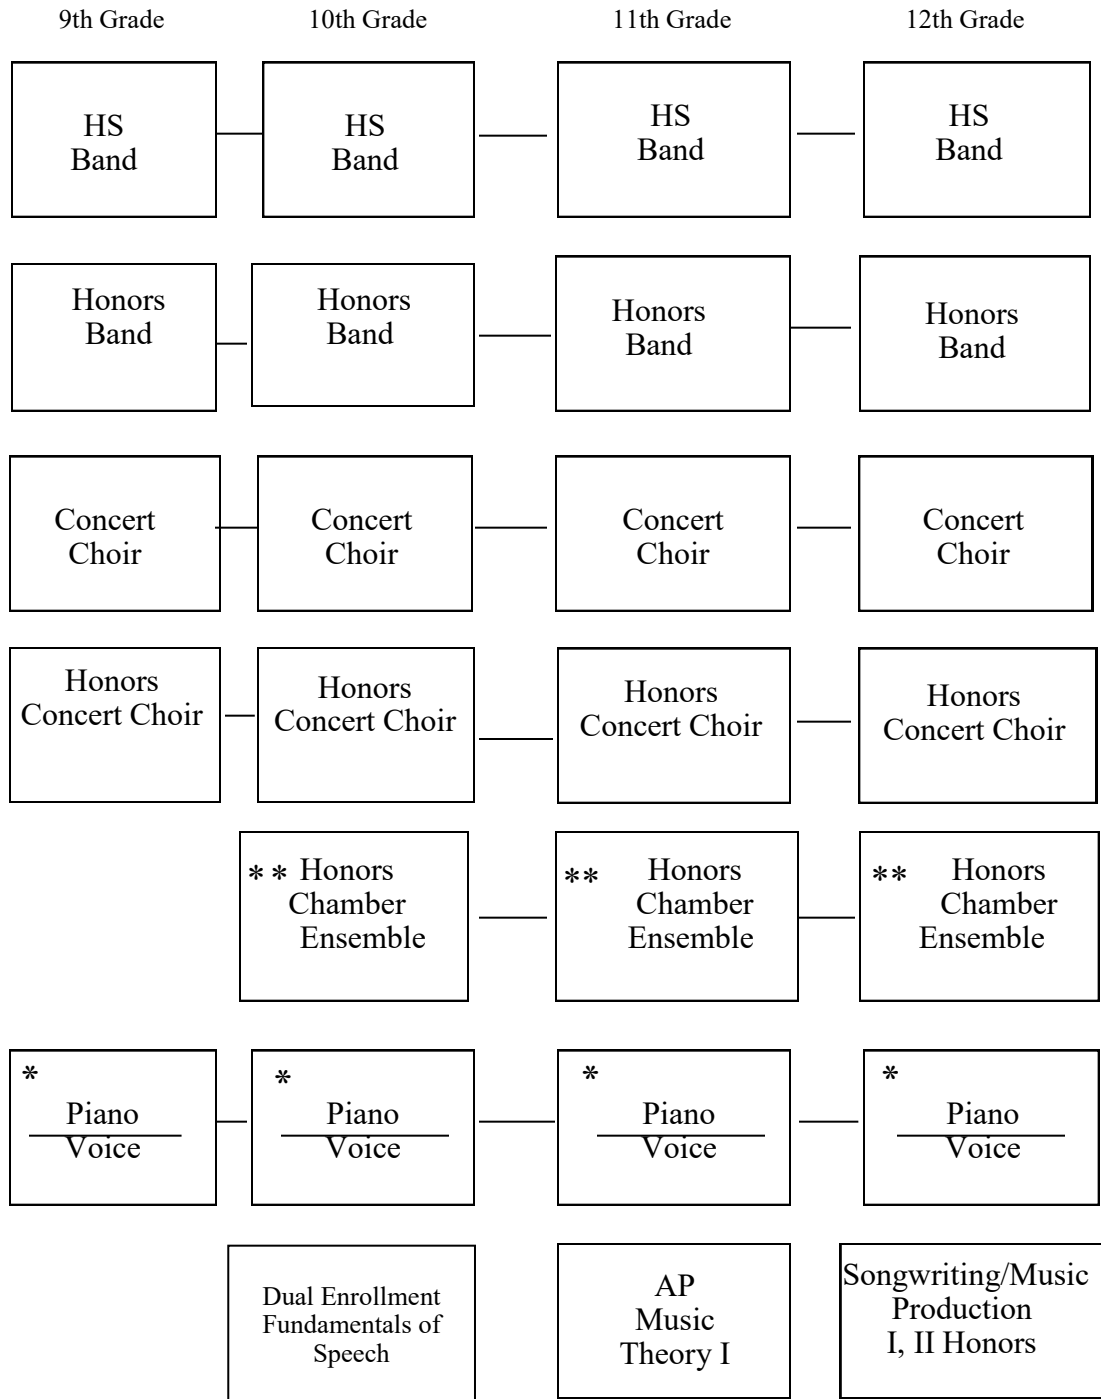 9th Grade 10th Grade 11th Grade 12th Grade
HS
Band
HS
Band
HS
Band
HS
Band
Honors
Band
Honors
Band
Honors
Band
Honors
Band
Concert
Choir
Concert
Choir
Concert
Choir
Concert
Choir
Honors
Concert Choir
Honors
Concert Choir
Honors
Concert Choir
Honors
Concert Choir
** Honors
Chamber
Ensemble
** Honors
Chamber
Ensemble
** Honors
Chamber
Ensemble
*
Piano
Voice
*
Piano
Voice
*
Piano
Voice
*
Piano
Voice
Dual Enrollment
Fundamentals of
Speech
AP
Music
Theory I
Songwriting/Music
Production
I, II Honors